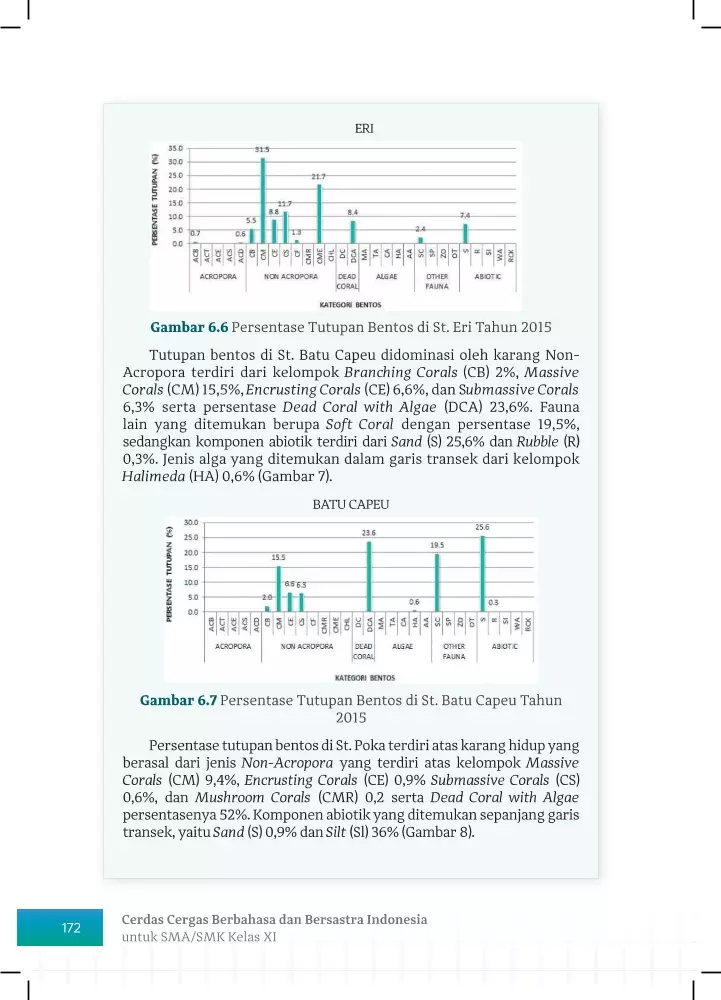 ERI
35.0
30.0
25.0
20.0
15.0
10.0
5.0
0.0
PERSENTASE TUTUPAN (%)
0.7
0.6
5.5
31.5
8.8
11.7
1.3
21.7
8.4
2.4
7.4
ACB ACT ACE ACS ACD CB CM CE CS CF CMR CME CHL DC DCA MA TA CA HA AA SC SP ZO OT S R SI WA RCK
ACROPORA NON ACROPORA DEAD CORAL ALGAE OTHER FAUNA ABIOTIC
KATEGORI BENTOS
Gambar 6.6 Persentase Tutupan Bentos di St. Eri Tahun 2015
Tutupan bentos di St. Batu Capeu didominasi oleh karang Non-
Acropora terdiri dari kelompok Branching Corals (CB) 2%, Massive
Corals (CM) 15,5%, Encrusting Corals (CE) 6,6%, dan Submassive Corals
6,3% serta persentase Dead Coral with Algae (DCA) 23,6%. Fauna
lain yang ditemukan berupa Soft Coral dengan persentase 19,5%,
sedangkan komponen abiotik terdiri dari Sand (S) 25,6% dan Rubble (R)
0,3%. Jenis alga yang ditemukan dalam garis transek dari kelompok
Halimeda (HA) 0,6% (Gambar 7).
BATU CAPEU
30.0
25.0
20.0
15.0
10.0
5.0
0.0
PERSENTASE TUTUPAN (%)
2.0
15.5
6.6 6.3
23.6
0.6
19.5
25.6
0.3
ACB ACT ACE ACS ACD CB CM CE CS CF CMR CME CHL DC DCA MA TA CA HA AA SC SP ZO OT S R SI WA RCK
ACROPORA NON ACROPORA DEAD CORAL ALGAE OTHER FAUNA ABIOTIC
KATEGORI BENTOS
Gambar 6.7 Persentase Tutupan Bentos di St. Batu Capeu Tahun
2015
Persentase tutupan bentos di St. Poka terdiri atas karang hidup yang
berasal dari jenis Non-Acropora yang terdiri atas kelompok Massive
Corals (CM) 9,4%, Encrusting Corals (CE) 0,9% Submassive Corals (CS)
0,6%, dan Mushroom Corals (CMR) 0,2 serta Dead Coral with Algae
persentasenya 52%. Komponen abiotik yang ditemukan sepanjang garis
transek, yaitu Sand (S) 0,9% dan Silt (Sl) 36% (Gambar 8).
172
Cerdas Cergas Berbahasa dan Bersastra Indonesia
untuk SMA/SMK Kelas XI